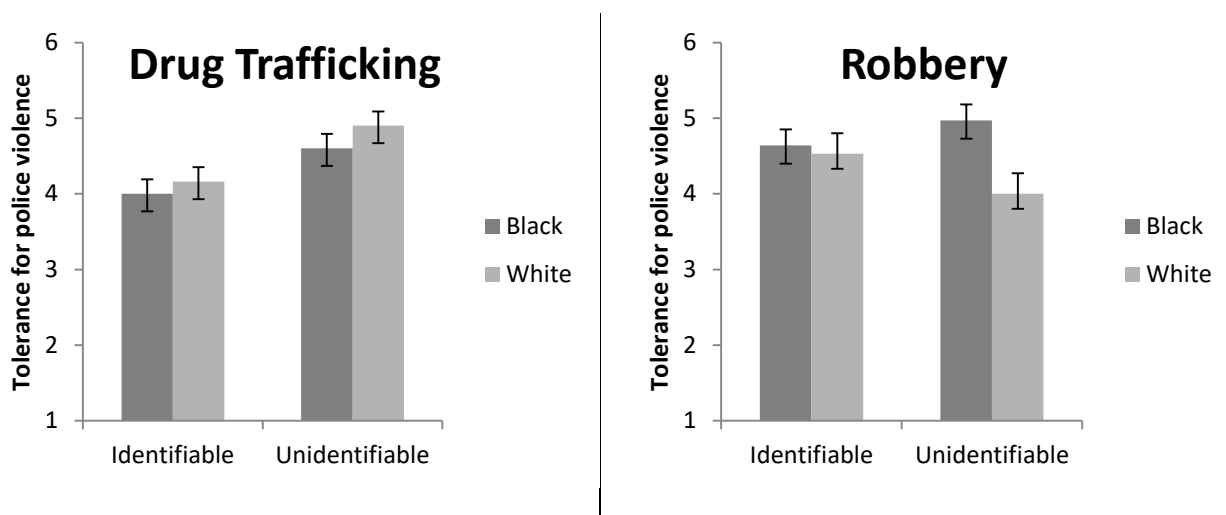 Drug Trafficking
Tolerance for police violence
6
5
4
3
2
1
Identifiable Unidentifiable
Black
White
Robbery
Tolerance for police violence
6
5
4
3
2
1
Identifiable Unidentifiable
Black
White